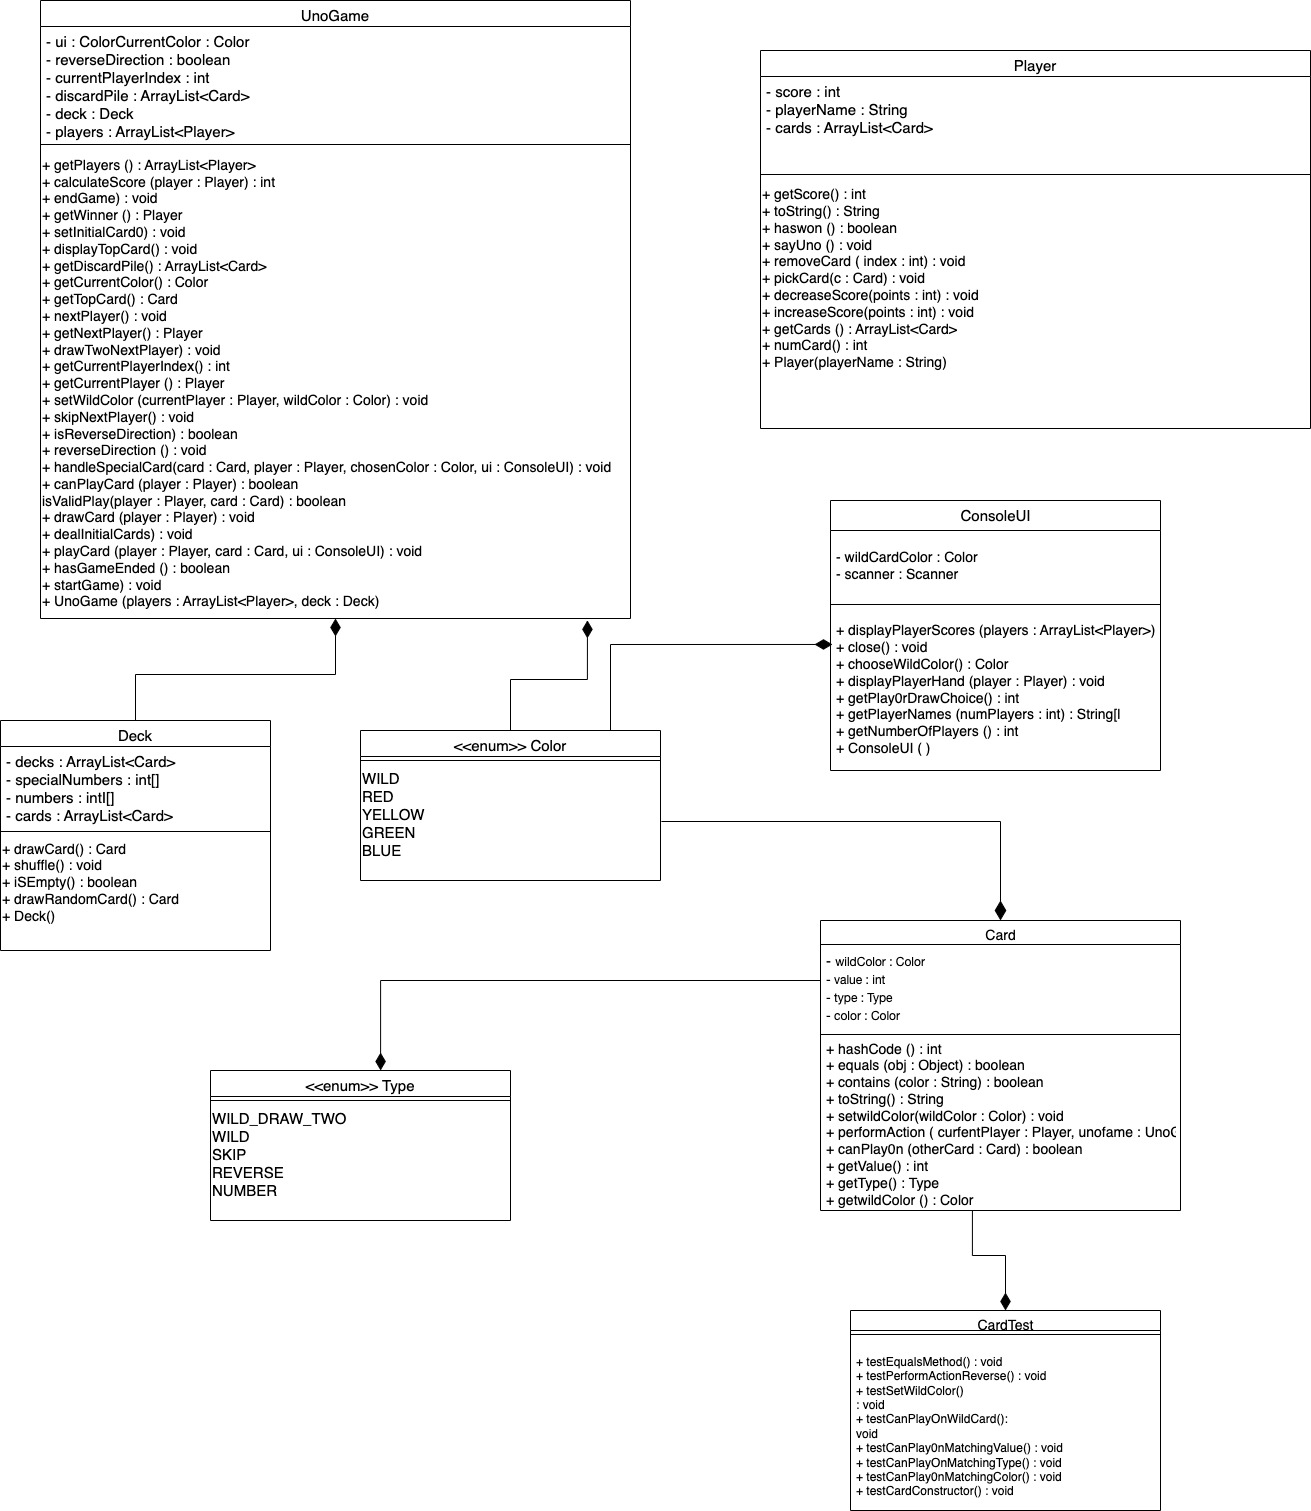 UnoGame
- ui : ColorCurrentColor : Color
- reverseDirection : boolean
- currentPlayerIndex : int
- discardPile : ArrayList<Card>
- deck : Deck
- players : ArrayList<Player>
+ getPlayers () : ArrayList<Player>
+ calculateScore (player : Player) : int
+ endGame) : void
+ getWinner () : Player
+ setInitialCard0) : void
+ displayTopCard() : void
+ getDiscardPile() : ArrayList<Card>
+ getCurrentColor() : Color
+ getTopCard() : Card
+ nextPlayer() : void
+ getNextPlayer() : Player
+ drawTwoNextPlayer) : void
+ getCurrentPlayerIndex() : int
+ getCurrentPlayer () : Player
+ setWildColor (currentPlayer : Player, wildColor : Color) : void
+ skipNextPlayer() : void
+ isReverseDirection) : boolean
+ reverseDirection () : void
+ handleSpecialCard(card : Card, player : Player, chosenColor : Color, ui : ConsoleUI) : void
+ canPlayCard (player : Player) : boolean
isValidPlay(player : Player, card : Card) : boolean
+ drawCard (player : Player) : void
+ dealInitialCards) : void
+ playCard (player : Player, card : Card, ui : ConsoleUI) : void
+ hasGameEnded () : boolean
+ startGame) : void
+ UnoGame (players : ArrayList<Player>, deck : Deck)
Player
- score : int
- playerName : String
- cards : ArrayList<Card>
+ getScore() : int
+ toString() : String
+ haswon () : boolean
+ sayUno () : void
+ removeCard ( index : int) : void
+ pickCard(c : Card) : void
+ decreaseScore(points : int) : void
+ increaseScore(points : int) : void
+ getCards () : ArrayList<Card>
+ numCard() : int
+ Player(playerName : String)
ConsoleUI
- wildCardColor : Color
- scanner : Scanner
+ displayPlayerScores (players : ArrayList<Player>)
+ close() : void
+ chooseWildColor() : Color
+ displayPlayerHand (player : Player) : void
+ getPlay0rDrawChoice() : int
+ getPlayerNames (numPlayers : int) : String[l
+ getNumberOfPlayers () : int
+ ConsoleUI ( )
Deck
- decks : ArrayList<Card>
- specialNumbers : int[]
- numbers : intl[]
- cards : ArrayList<Card>
+ drawCard() : Card
+ shuffle() : void
+ iSEmpty() : boolean
+ drawRandomCard() : Card
+ Deck()
<<enum>> Color
WILD
RED
YELLOW
GREEN
BLUE
Card
- wildColor : Color
- value : int
- type : Type
- color : Color
+ hashCode () : int
+ equals (obj : Object) : boolean
+ contains (color : String) : boolean
+ toString() : String
+ setwildColor(wildColor : Color) : void
+ performAction ( curfentPlayer : Player, unofame : UnoG
+ canPlay0n (otherCard : Card) : boolean
+ getValue() : int
+ getType() : Type
+ getwildColor () : Color
<<enum>> Type
WILD_DRAW_TWO
WILD
SKIP
REVERSE
NUMBER
CardTest
+ testEqualsMethod() : void
+ testPerformActionReverse() : void
+ testSetWildColor()
: void
+ testCanPlayOnWildCard():
void
+ testCanPlay0nMatchingValue() : void
+ testCanPlayOnMatchingType() : void
+ testCanPlay0nMatchingColor() : void
+ testCardConstructor() : void